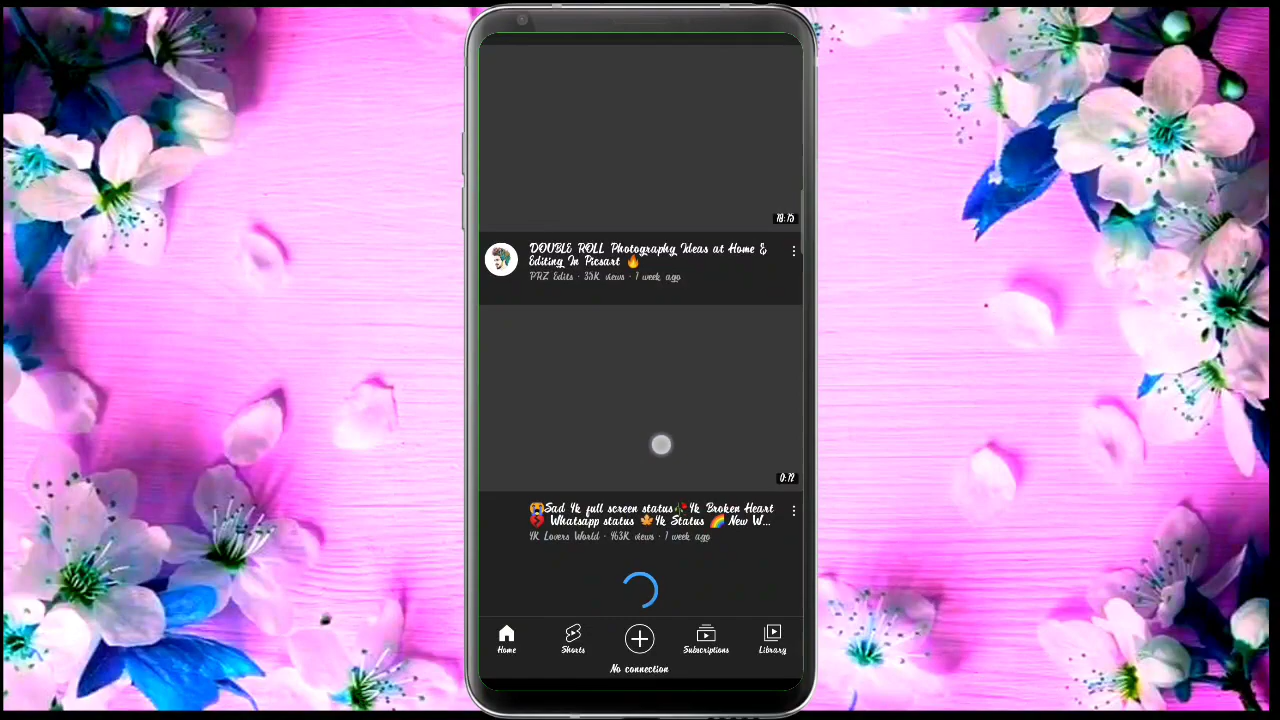 18:15
DOUBLE ROLL Photography Ideas at Home &
Editing In Picsart 🔥
PRZ Edits · 33K views · 1 week ago
0:12
😭Sad 4k full screen status🥀4k Broken Heart
💔 Whatsapp status 🍁4k Status 🌈 New W...
4K Lovers World · 463K views · 1 week ago
Home
Shorts
Subscriptions
Library
No connection